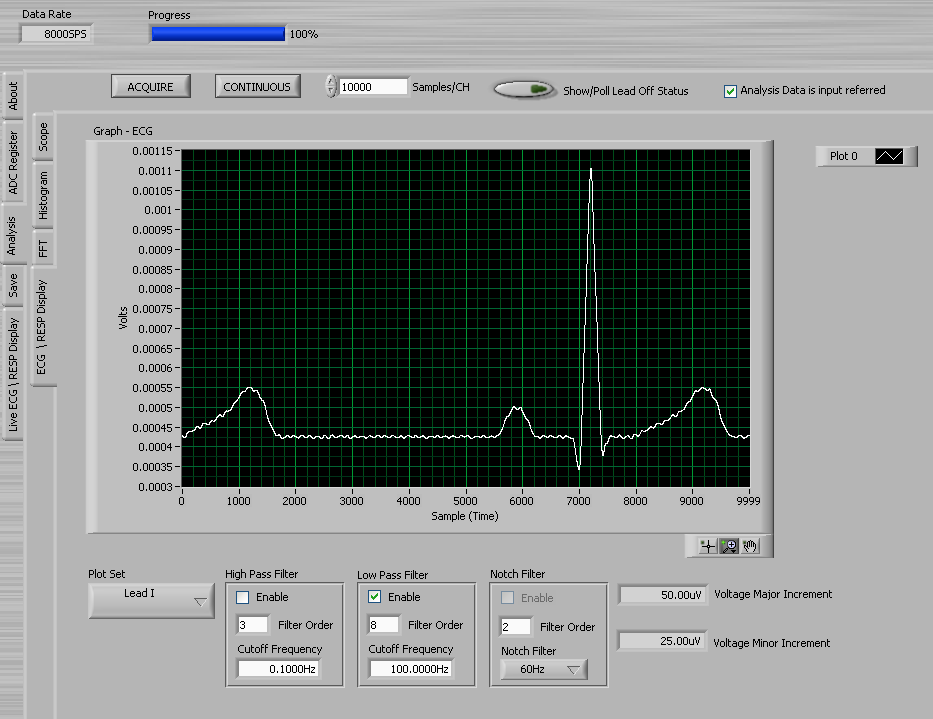 Data Rate
8000SPS
Progress
100%
ACQUIRE
CONTINUOUS
10000
Samples/CH
Show/Poll Lead Off Status
Analysis Data is input referred
About
ADC Register
Analysis
Save
Live ECG \ RESP Display
Scope
Histogram
FFT
ECG \ RESP Display
Graph - ECG
Plot 0
Volts
0.00115
0.0011
0.00105
0.001
0.00095
0.0009
0.00085
0.0008
0.00075
0.0007
0.00065
0.0006
0.00055
0.0005
0.00045
0.0004
0.00035
0.0003
0 1000 2000 3000 4000 5000 6000 7000 8000 9000 9999
Sample (Time)
Plot Set
Lead I
High Pass Filter
Enable
3 Filter Order
Cutoff Frequency
0.1000Hz
Low Pass Filter
Enable
8 Filter Order
Cutoff Frequency
100.0000Hz
Notch Filter
Enable
2 Filter Order
Notch Filter
60Hz
50.00uV Voltage Major Increment
25.00uV Voltage Minor Increment